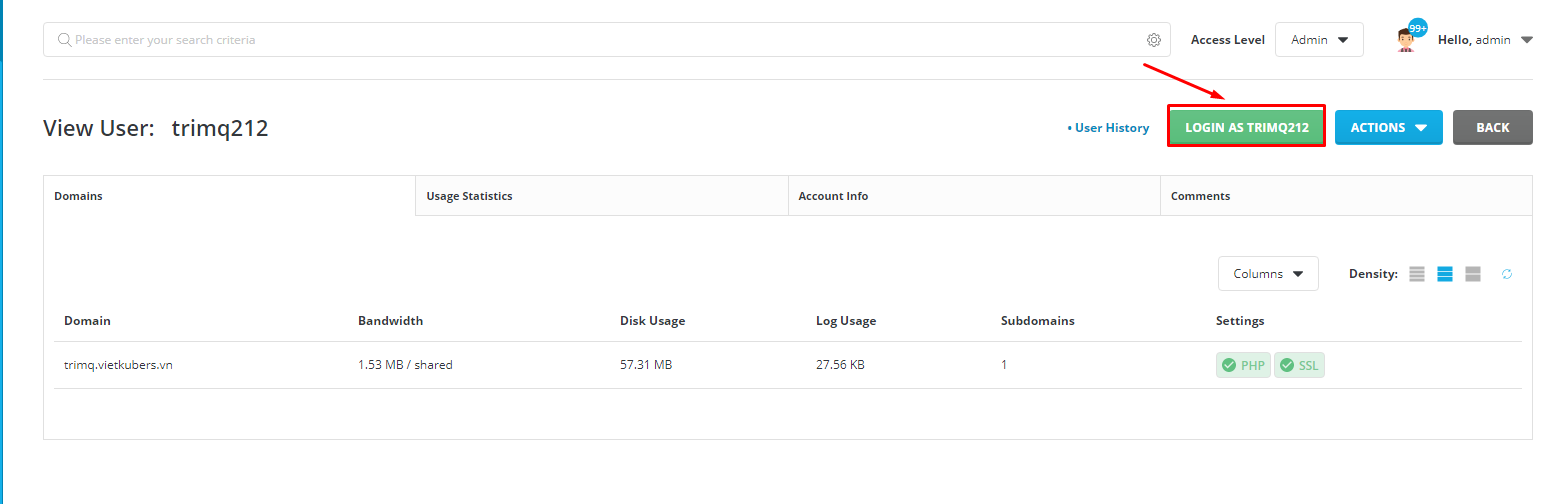 Please enter your search criteria
Access Level
Admin
99+
Hello, admin
View User: trimq212
• User History
LOGIN AS TRIMQ212
ACTIONS
BACK
Domains
Usage Statistics
Account Info
Comments
Columns
Density:
Domain Bandwidth Disk Usage Log Usage Subdomains Settings
trimq.vietkubers.vn 1.53 MB / shared 57.31 MB 27.56 KB 1 PHP SSL